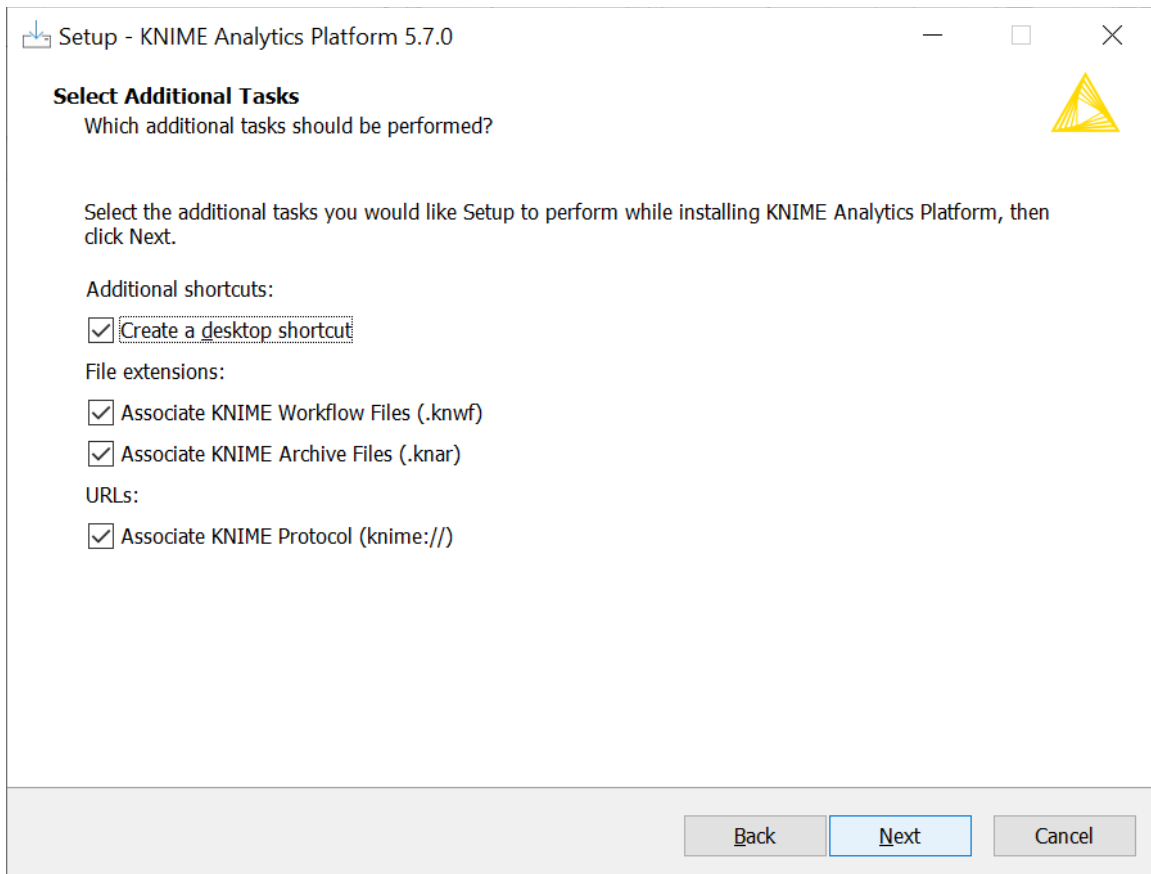 Setup - KNIME Analytics Platform 5.7.0
Select Additional Tasks
Which additional tasks should be performed?
Select the additional tasks you would like Setup to perform while installing KNIME Analytics Platform, then
click Next.
Additional shortcuts:
Create a desktop shortcut
File extensions:
Associate KNIME Workflow Files (.knwf)
Associate KNIME Archive Files (.knar)
URLs:
Associate KNIME Protocol (knime://)
Back Next Cancel